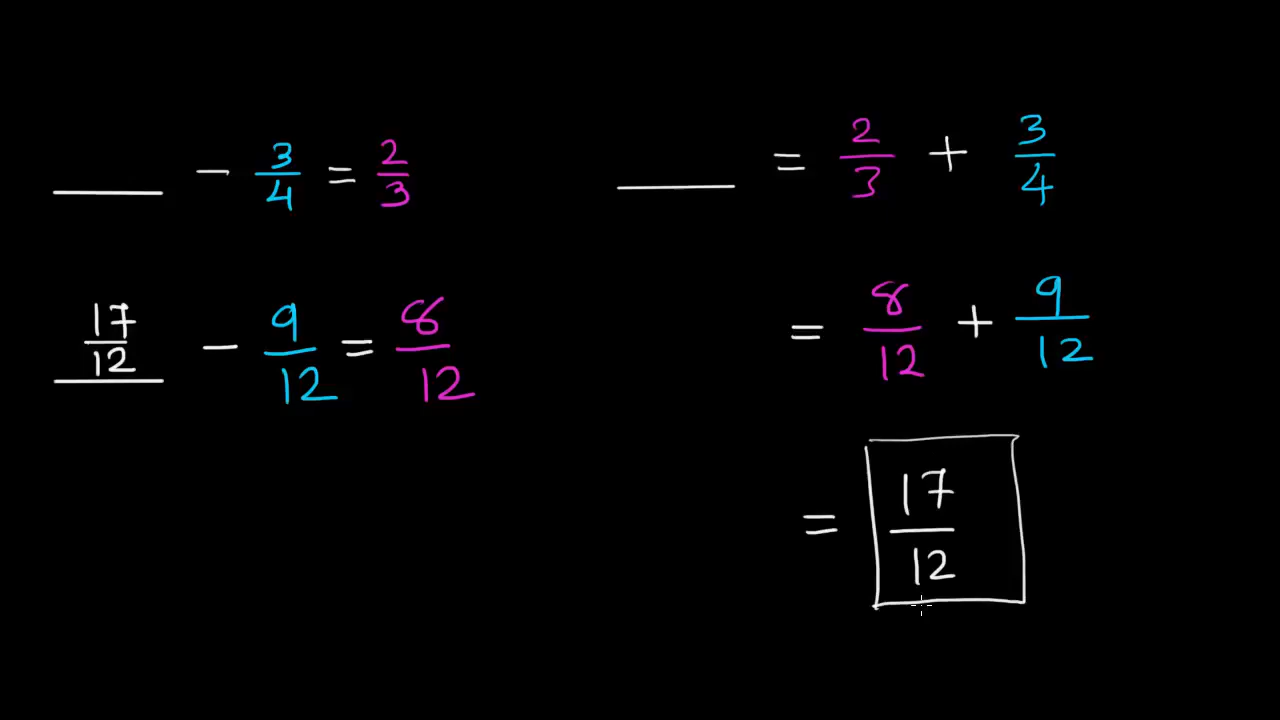 ___ - 3/4 = 2/3
17/12 - 9/12 = 8/12
___ = 2/3 + 3/4
= 8/12 + 9/12
= 17/12